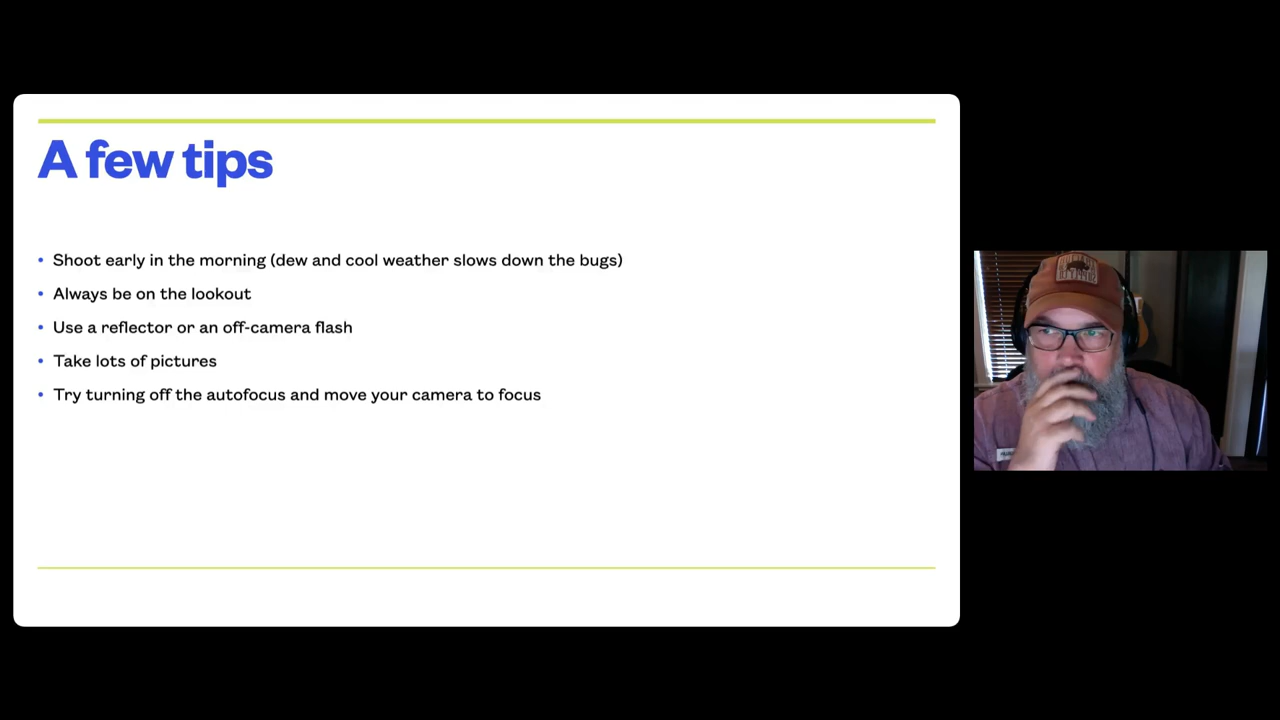 A few tips
• Shoot early in the morning (dew and cool weather slows down the bugs)
• Always be on the lookout
• Use a reflector or an off-camera flash
• Take lots of pictures
• Try turning off the autofocus and move your camera to focus